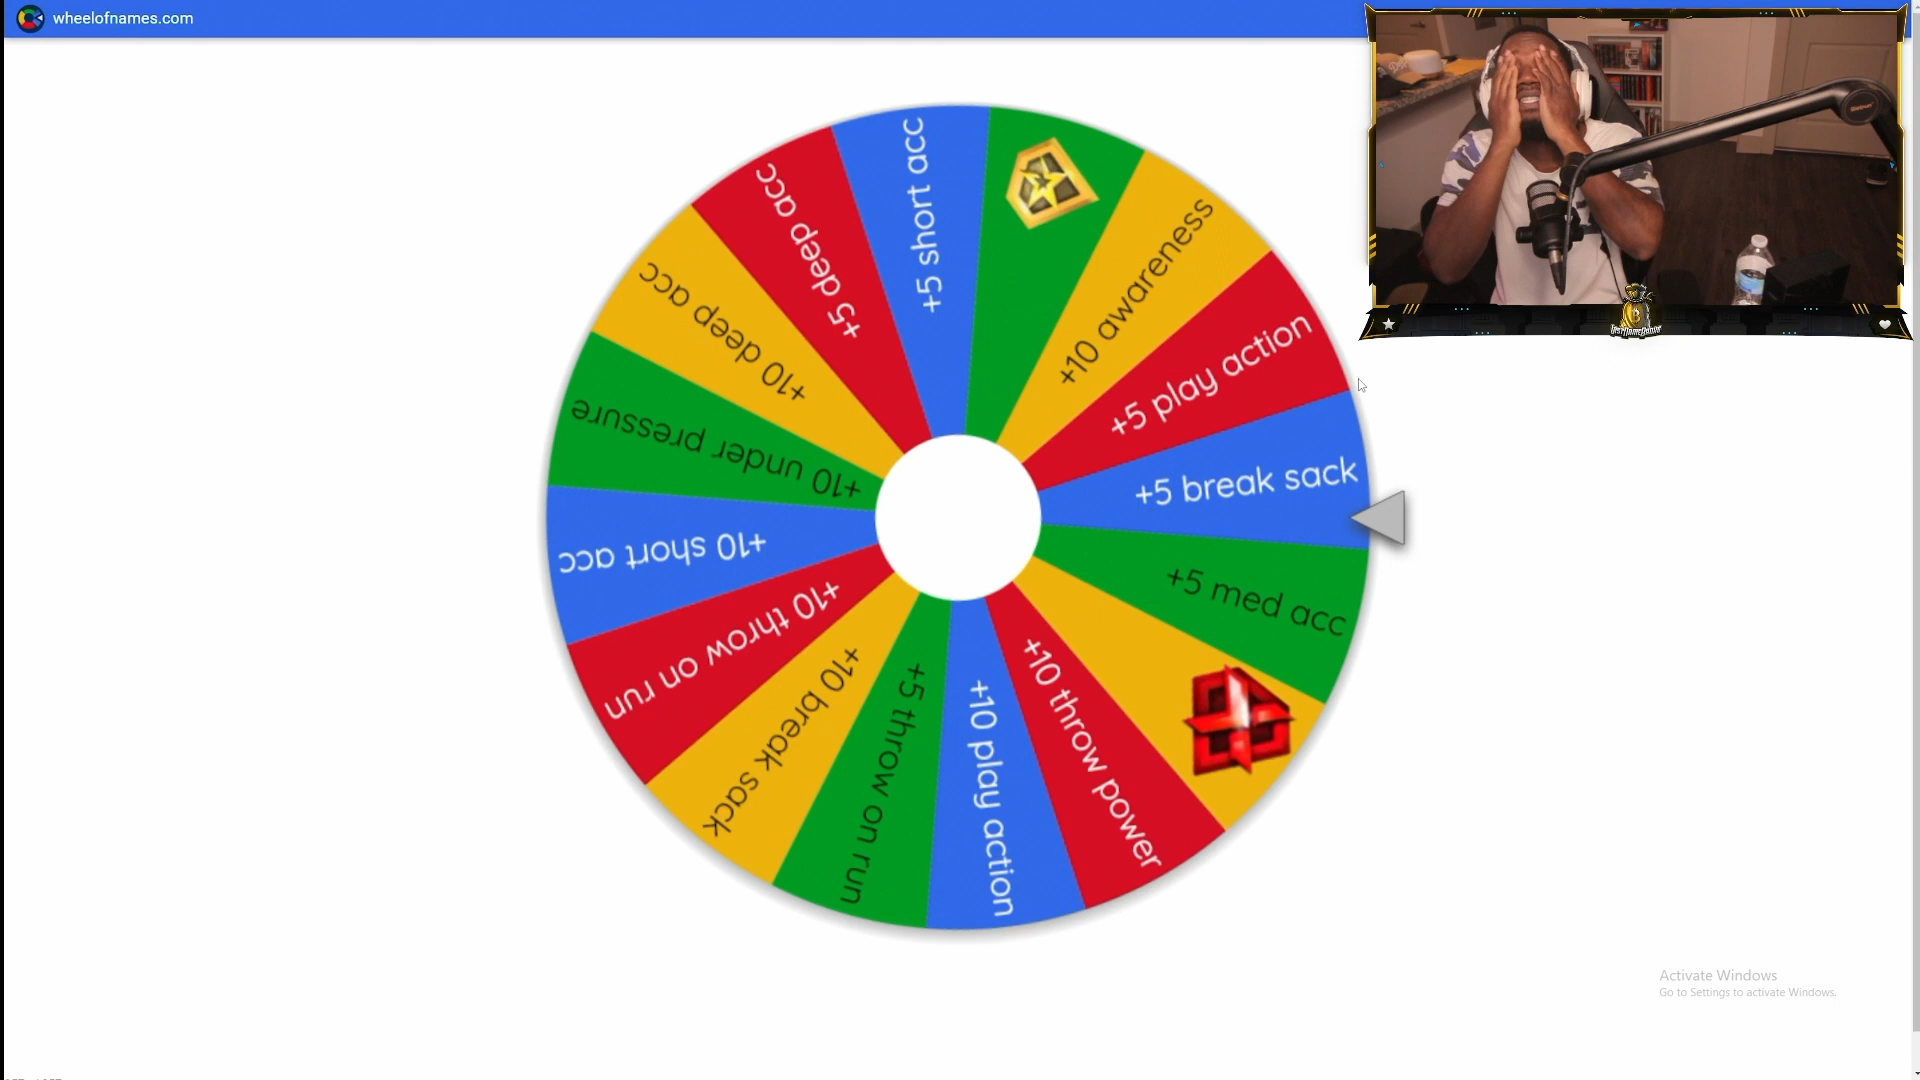 wheelofnames.com
+5 short acc
+10 awareness
+5 play action
+5 break sack
+5 med acc
+10 throw power
+10 play action
+5 throw on run
+10 break sack
+10 throw on run
+10 short acc
+10 under pressure
+10 deep acc
+5 deep acc
Activate Windows
Go to Settings to activate Windows.